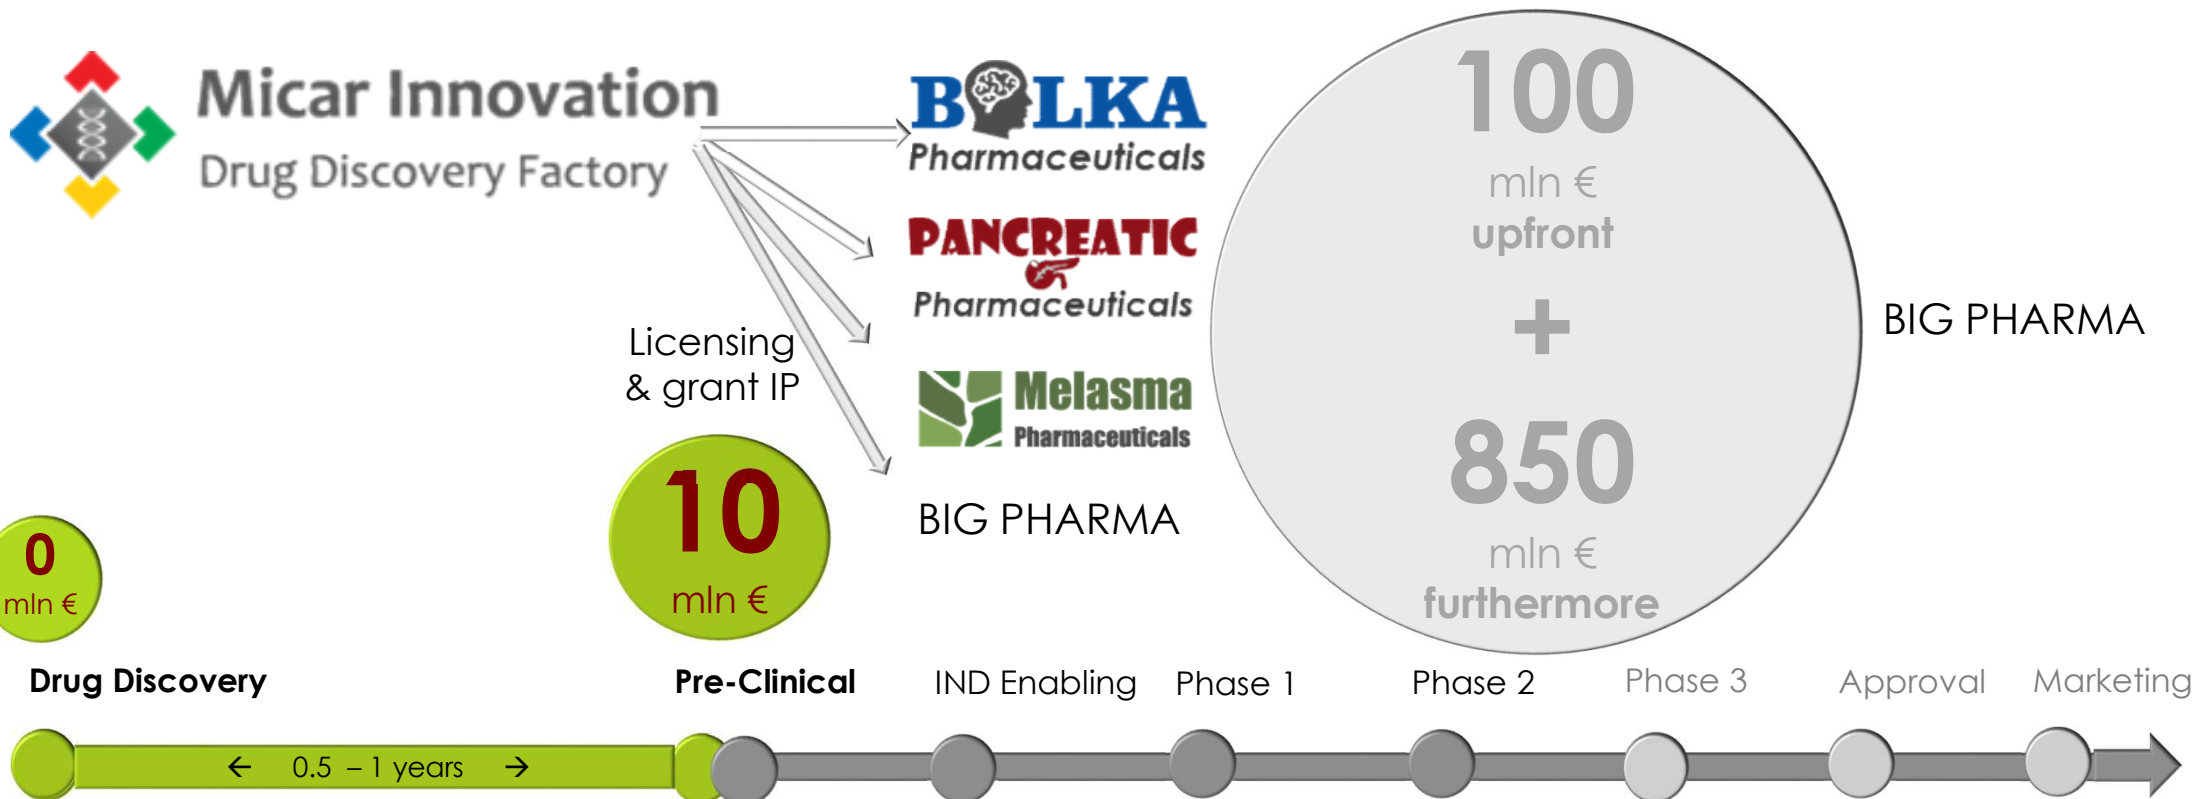 Micar Innovation
Drug Discovery Factory
BOLKA
Pharmaceuticals
PANCREATIC
Pharmaceuticals
Melasma
Pharmaceuticals
BIG PHARMA
Licensing
& grant IP
100
mln €
upfront
+
850
mln €
furthermore
BIG PHARMA
0
mln €
10
mln €
Drug Discovery
Pre-Clinical
IND Enabling
Phase 1
Phase 2
Phase 3
Approval
Marketing
← 0.5 – 1 years →